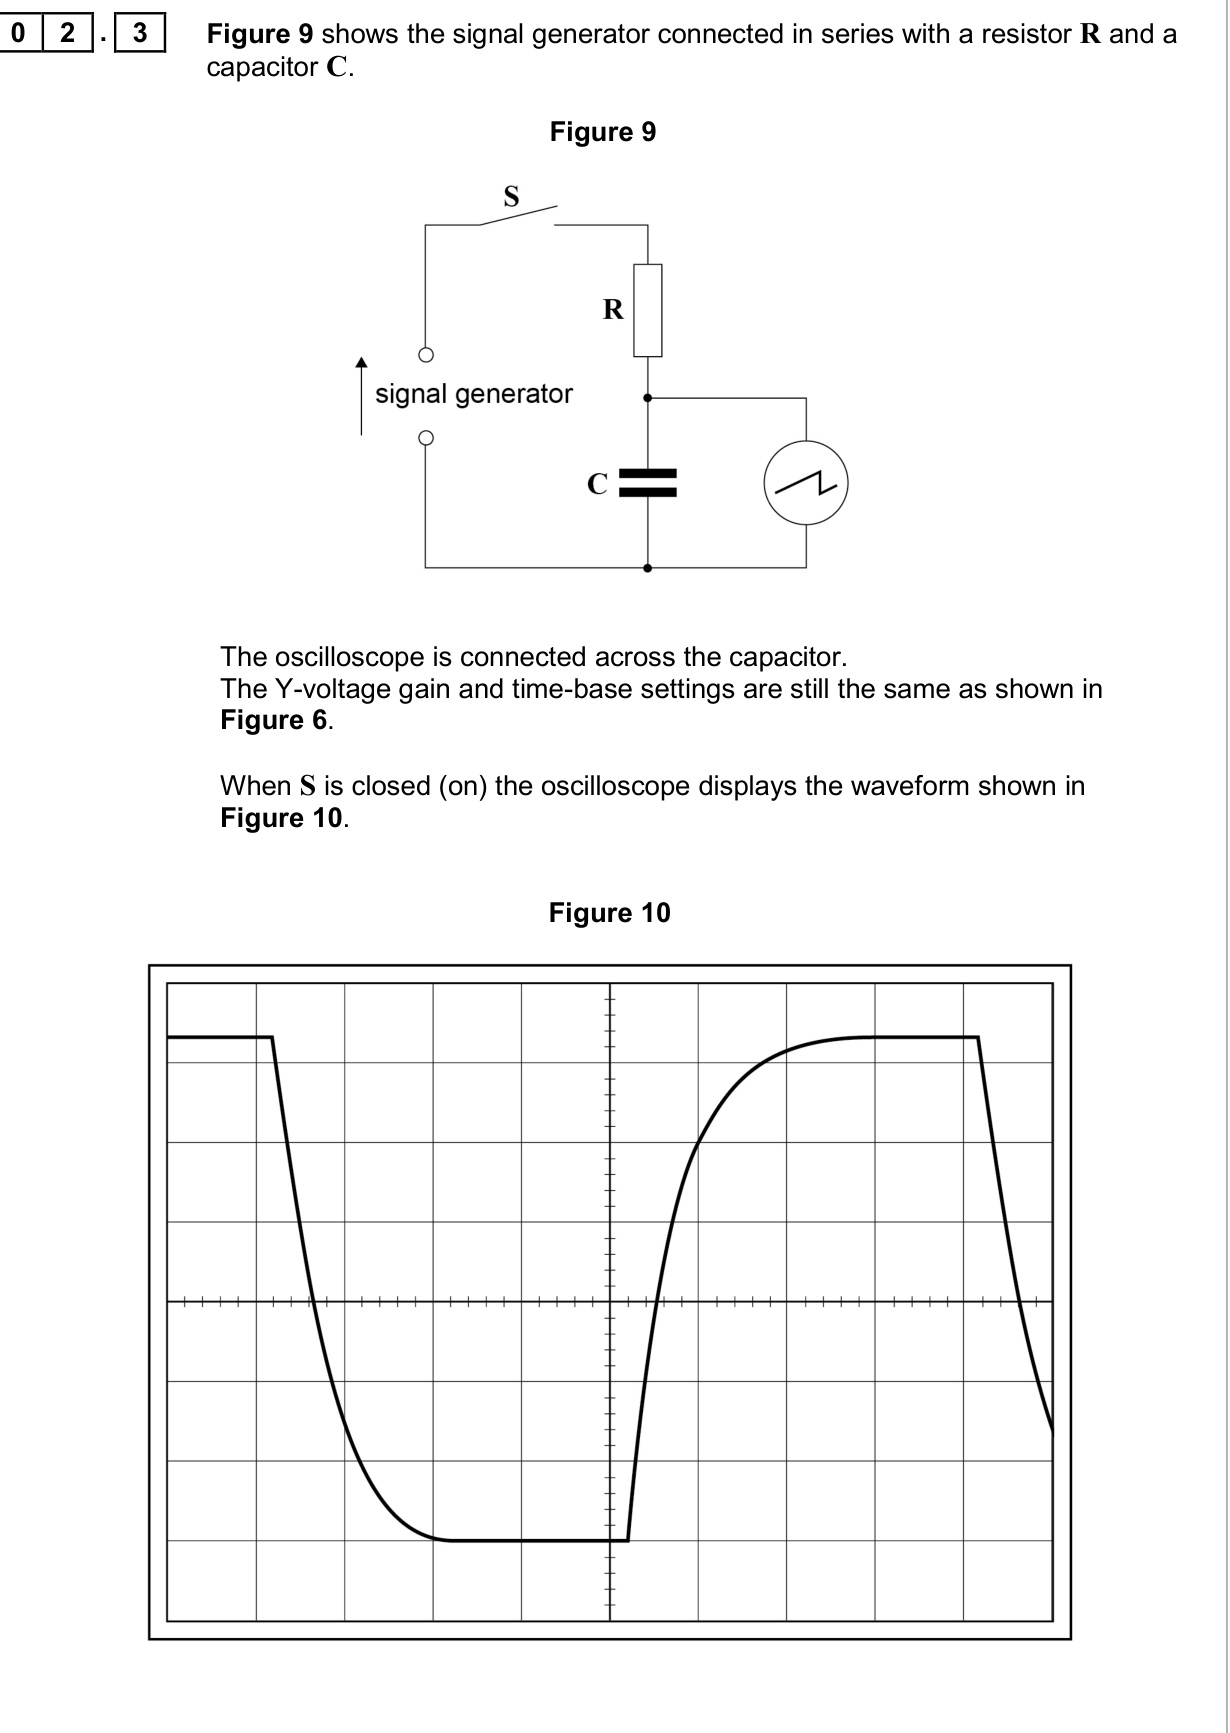 0 2 . 3 Figure 9 shows the signal generator connected in series with a resistor R and a
capacitor C.
Figure 9
S
R
signal generator
C
The oscilloscope is connected across the capacitor.
The Y-voltage gain and time-base settings are still the same as shown in
Figure 6.
When S is closed (on) the oscilloscope displays the waveform shown in
Figure 10.
Figure 10